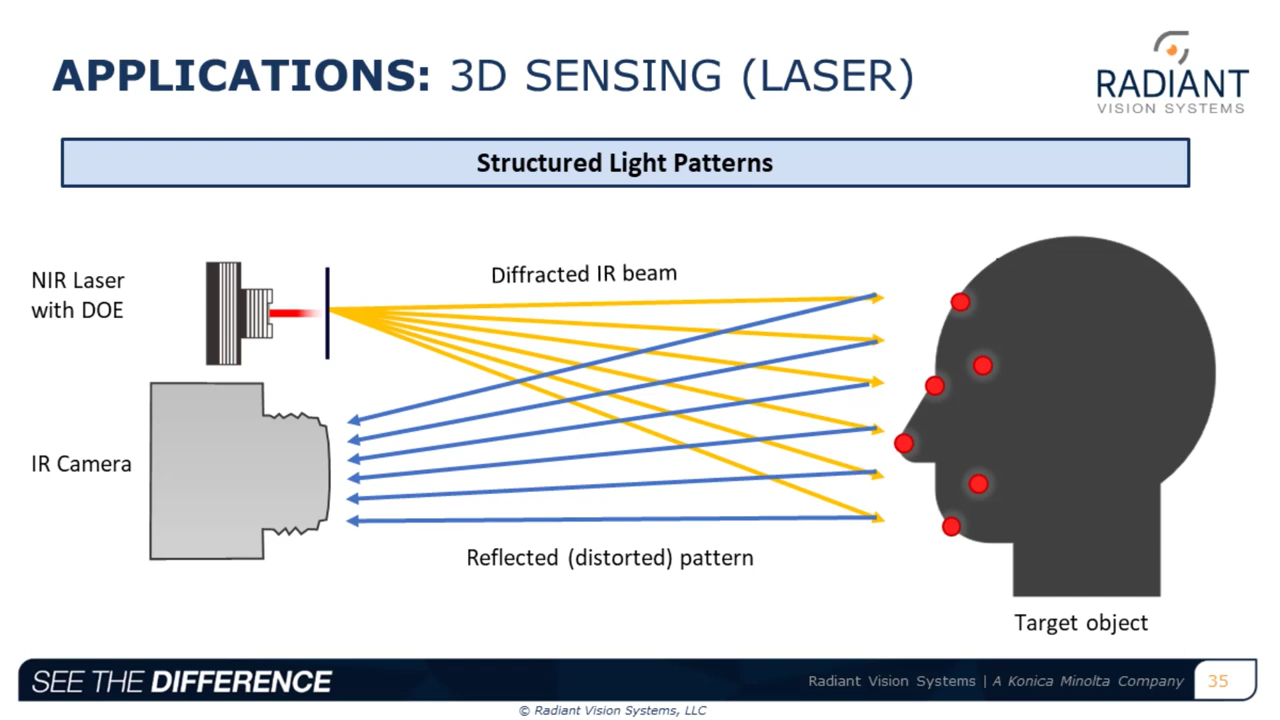 APPLICATIONS: 3D SENSING (LASER)
RADIANT
VISION SYSTEMS
Structured Light Patterns
NIR Laser
with DOE
Diffracted IR beam
IR Camera
Reflected (distorted) pattern
Target object
SEE THE DIFFERENCE
Radiant Vision Systems | A Konica Minolta Company
35
© Radiant Vision Systems, LLC